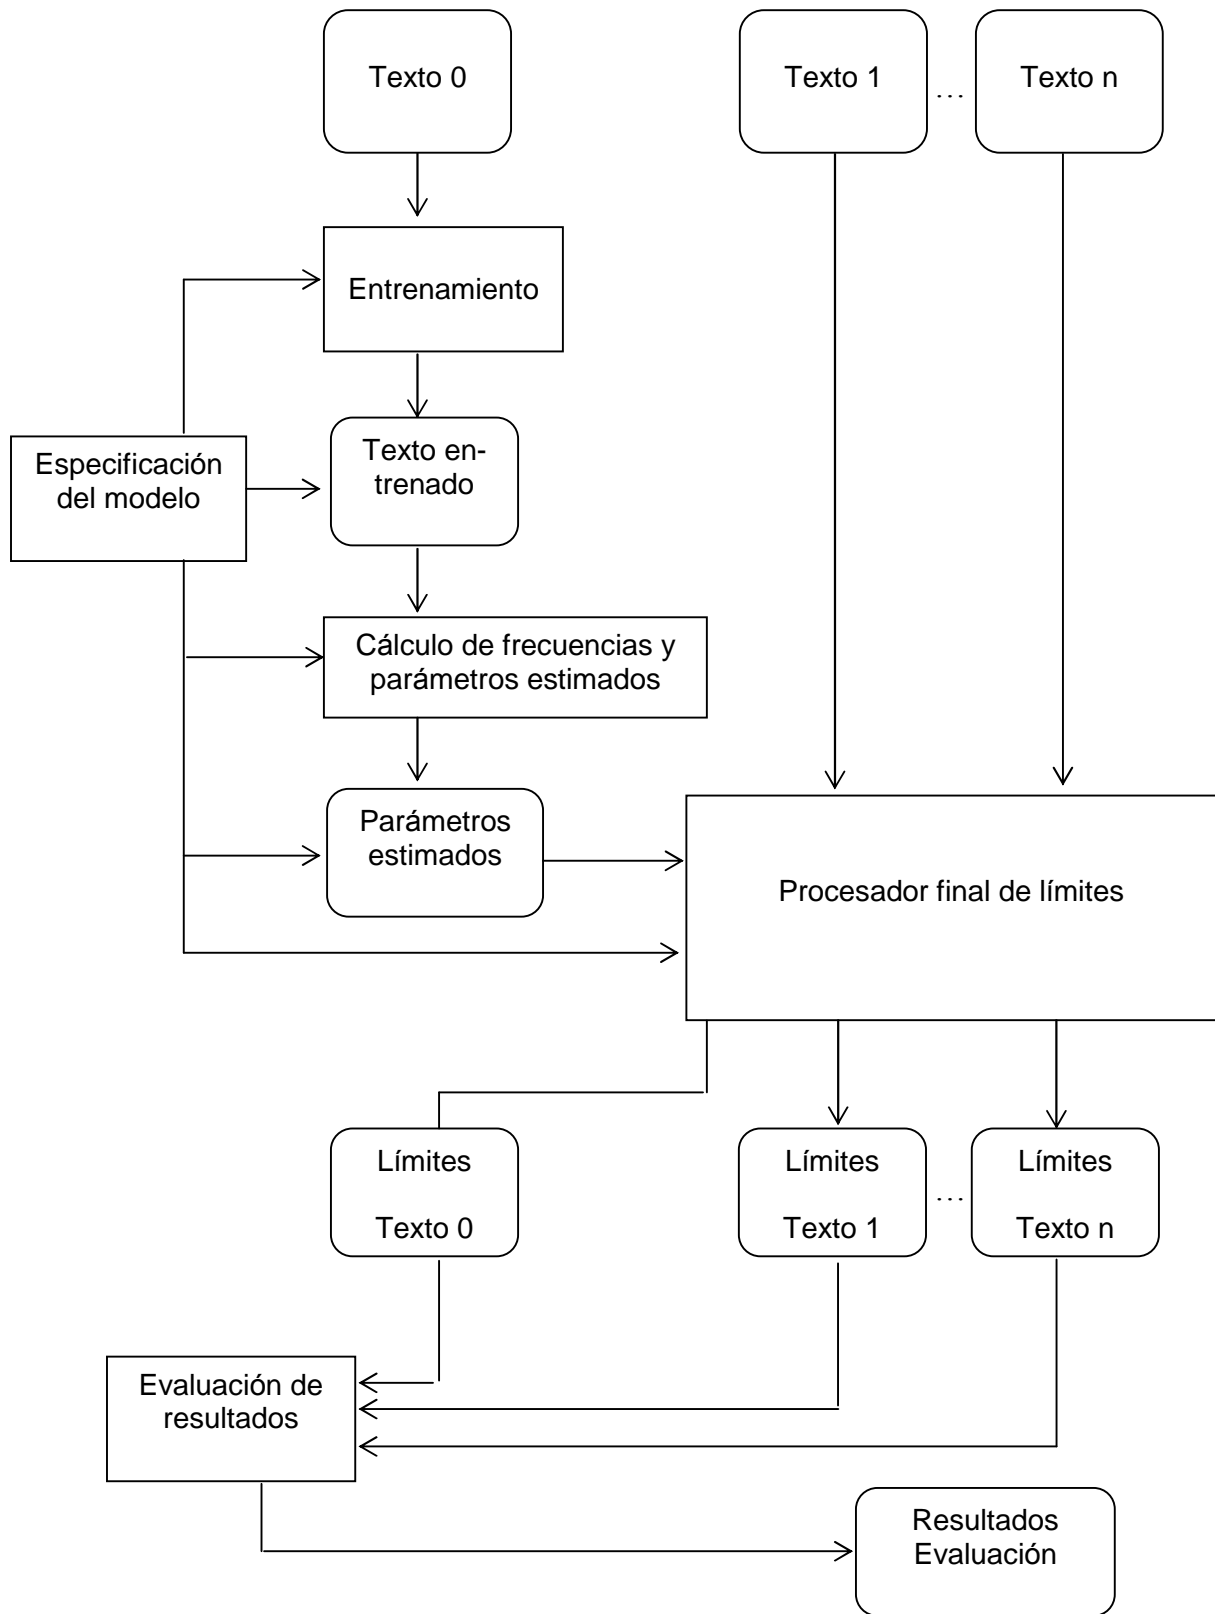 Texto 0
Texto 1
...
Texto n
Entrenamiento
Texto en-
trenado
Especificación
del modelo
Cálculo de frecuencias y
parámetros estimados
Parámetros
estimados
Procesador final de límites
Límites
Texto 0
Límites
Texto 1
...
Límites
Texto n
Evaluación de
resultados
Resultados
Evaluación